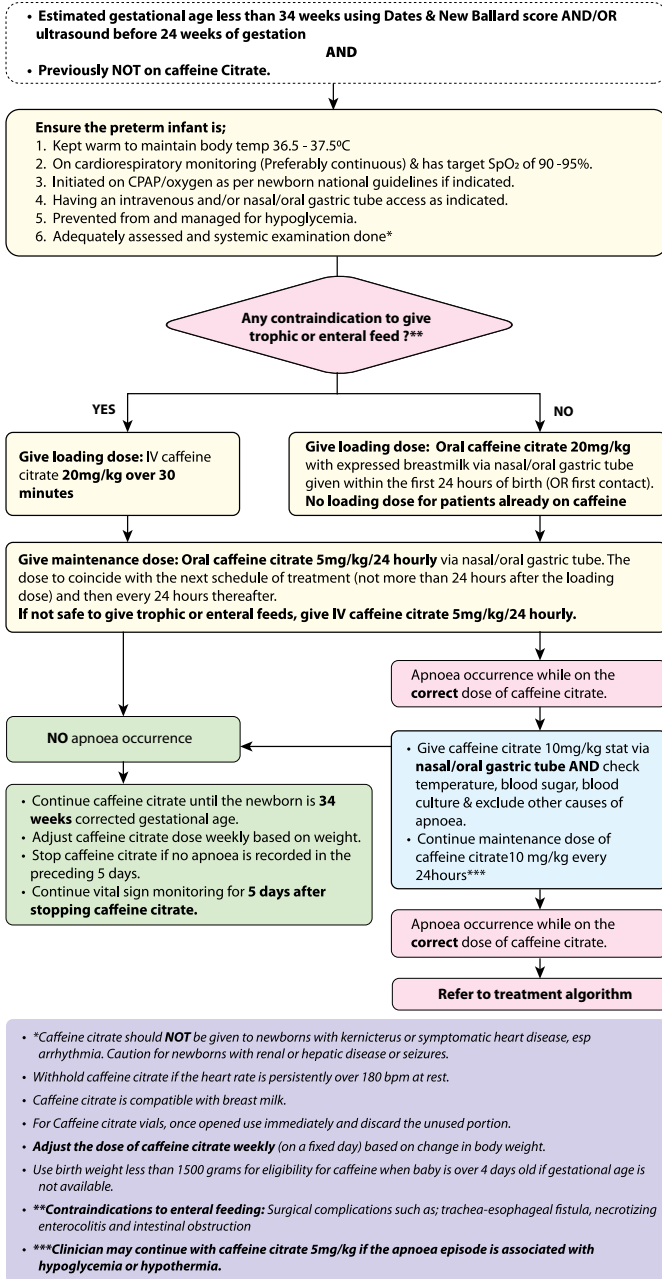 • Estimated gestational age less than 34 weeks using Dates & New Ballard score AND/OR
ultrasound before 24 weeks of gestation
AND
• Previously NOT on caffeine Citrate.
Ensure the preterm infant is;
1. Kept warm to maintain body temp 36.5 - 37.5⁰C
2. On cardiorespiratory monitoring (Preferably continuous) & has target SpO₂ of 90 -95%.
3. Initiated on CPAP/oxygen as per newborn national guidelines if indicated.
4. Having an intravenous and/or nasal/oral gastric tube access as indicated.
5. Prevented from and managed for hypoglycemia.
6. Adequately assessed and systemic examination done*
Any contraindication to give
trophic or enteral feed ?**
YES
NO
Give loading dose: IV caffeine
citrate 20mg/kg over 30
minutes
Give loading dose: Oral caffeine citrate 20mg/kg
with expressed breastmilk via nasal/oral gastric tube
given within the first 24 hours of birth (OR first contact).
No loading dose for patients already on caffeine
Give maintenance dose: Oral caffeine citrate 5mg/kg/24 hourly via nasal/oral gastric tube. The
dose to coincide with the next schedule of treatment (not more than 24 hours after the loading
dose) and then every 24 hours thereafter.
If not safe to give trophic or enteral feeds, give IV caffeine citrate 5mg/kg/24 hourly.
Apnoea occurrence while on the
correct dose of caffeine citrate.
NO apnoea occurrence
• Give caffeine citrate 10mg/kg stat via
nasal/oral gastric tube AND check
temperature, blood sugar, blood
culture & exclude other causes of
apnoea.
• Continue maintenance dose of
caffeine citrate10 mg/kg every
24hours***
• Continue caffeine citrate until the newborn is 34
weeks corrected gestational age.
• Adjust caffeine citrate dose weekly based on weight.
• Stop caffeine citrate if no apnoea is recorded in the
preceding 5 days.
• Continue vital sign monitoring for 5 days after
stopping caffeine citrate.
Apnoea occurrence while on the
correct dose of caffeine citrate.
Refer to treatment algorithm
• *Caffeine citrate should NOT be given to newborns with kernicterus or symptomatic heart disease, esp
arrhythmia. Caution for newborns with renal or hepatic disease or seizures.
• Withhold caffeine citrate if the heart rate is persistently over 180 bpm at rest.
• Caffeine citrate is compatible with breast milk.
• For Caffeine citrate vials, once opened use immediately and discard the unused portion.
• Adjust the dose of caffeine citrate weekly (on a fixed day) based on change in body weight.
• Use birth weight less than 1500 grams for eligibility for caffeine when baby is over 4 days old if gestational age is
not available.
• **Contraindications to enteral feeding: Surgical complications such as; trachea-esophageal fistula, necrotizing
enterocolitis and intestinal obstruction
• ***Clinician may continue with caffeine citrate 5mg/kg if the apnoea episode is associated with
hypoglycemia or hypothermia.